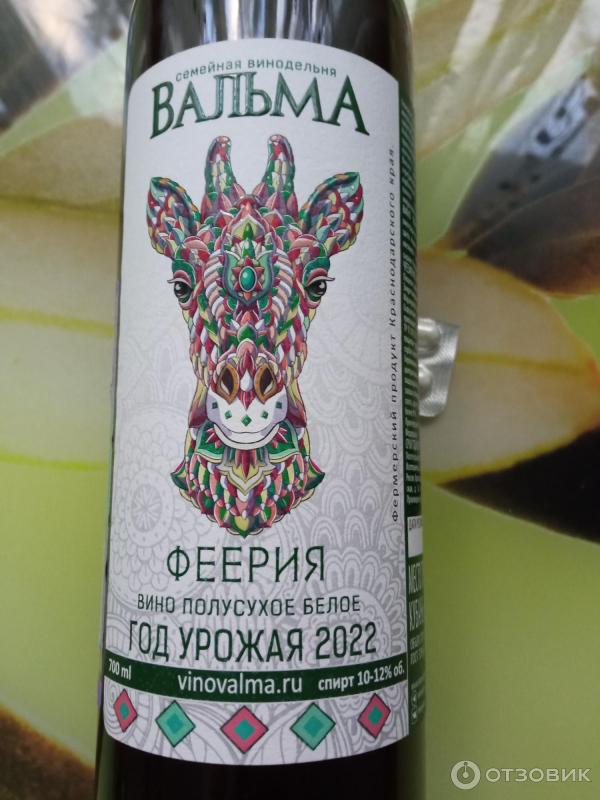 семейная винодельня
ВАЛЬМА
Фермерский продукт Краснодарского края.
ФЕЕРИЯ
ВИНО ПОЛУСУХОЕ БЕЛОЕ
ГОД УРОЖАЯ 2022
700 ml
vinovalma.ru
спирт 10-12% об.
ОТЗОВИК